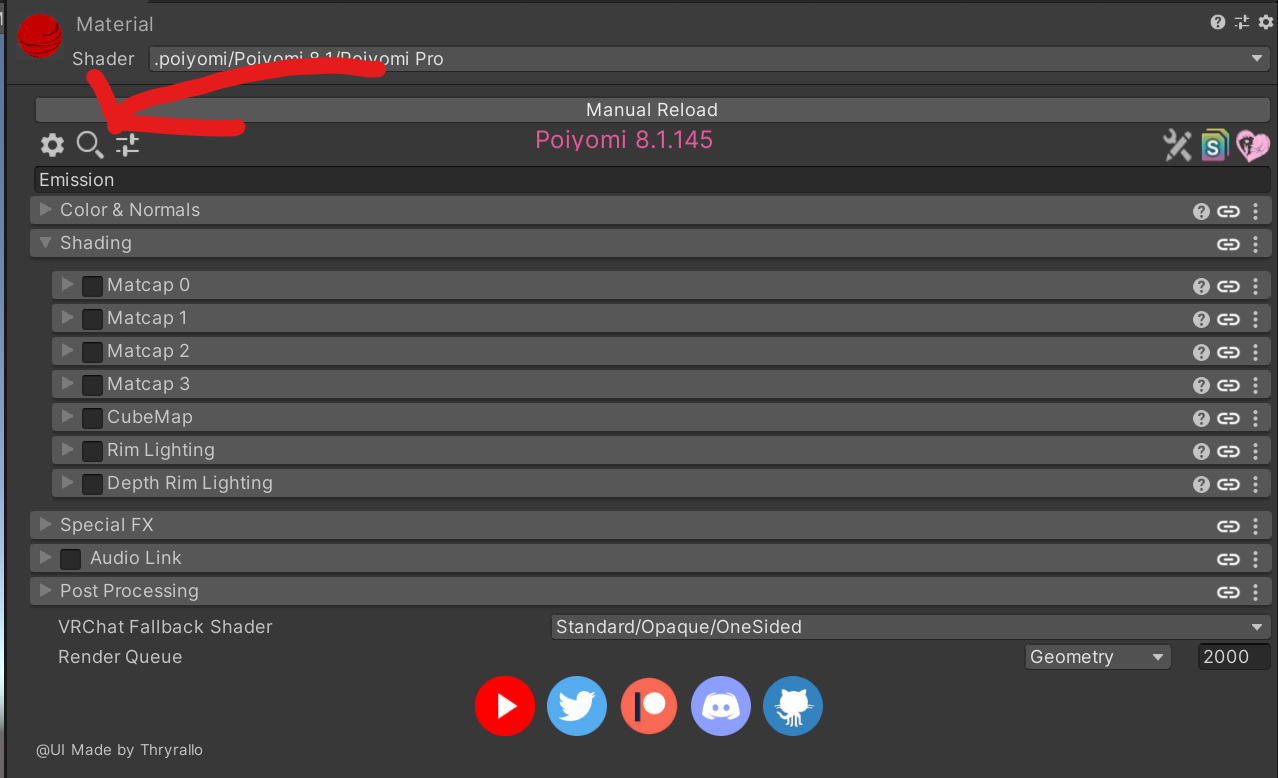 Material
Shader .poiyomi/Poiyomi 8.1/Poiyomi Pro
Manual Reload
Poiyomi 8.1.145
S
Emission
Color & Normals
Shading
Matcap 0
Matcap 1
Matcap 2
Matcap 3
CubeMap
Rim Lighting
Depth Rim Lighting
Special FX
Audio Link
Post Processing
VRChat Fallback Shader Standard/Opaque/OneSided
Render Queue Geometry 2000
@UI Made by Thryrallo